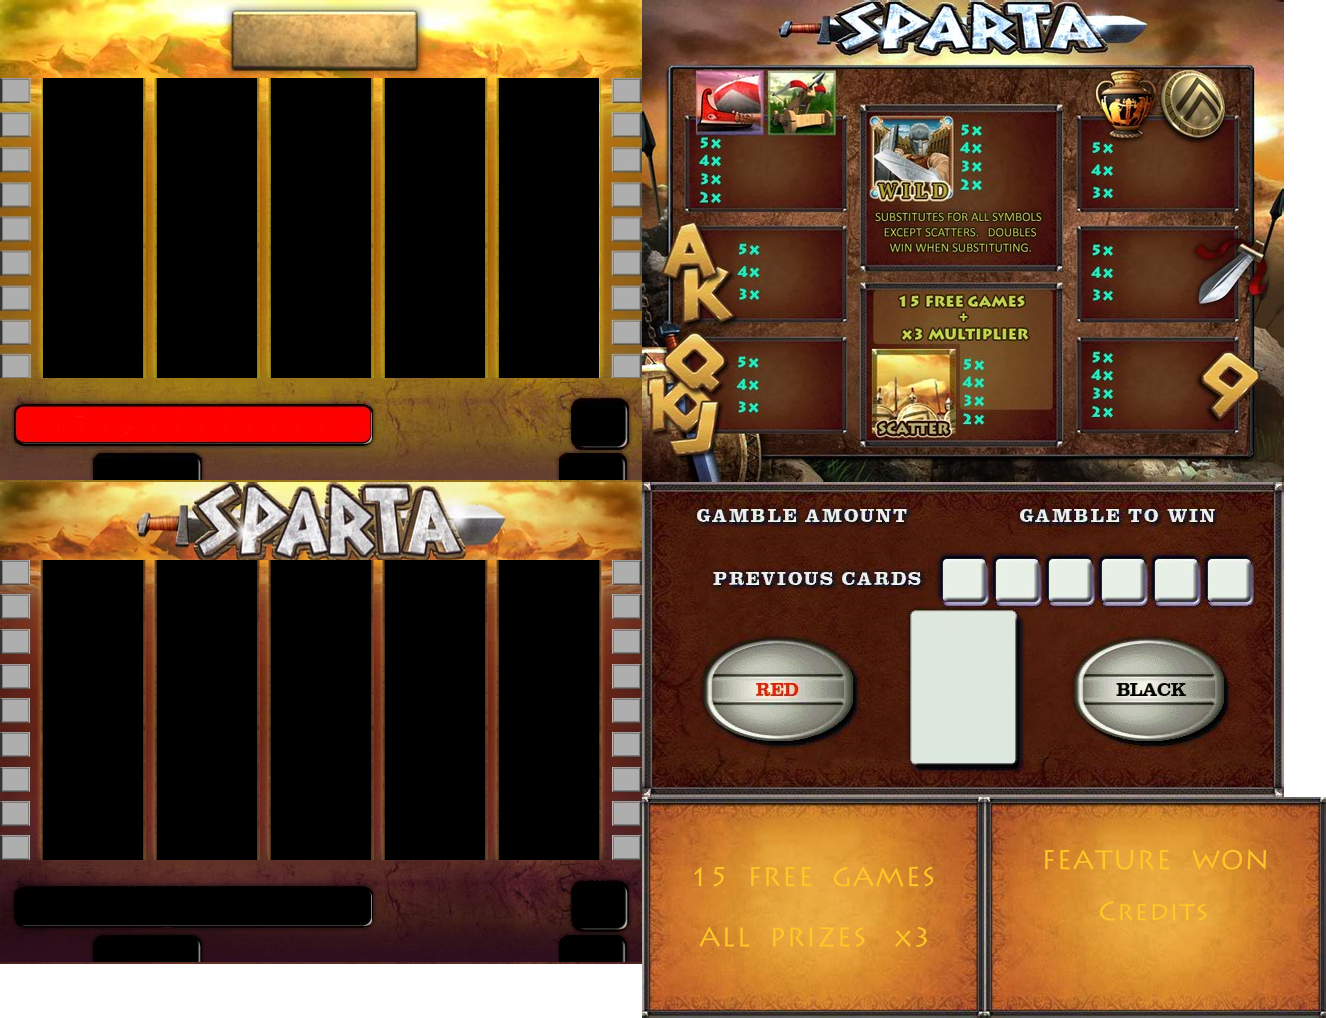 SPARTA
5x
4x
3x
2x
WILD
5x
4x
3x
2x
SUBSTITUTES FOR ALL SYMBOLS
EXCEPT SCATTERS. DOUBLES
WIN WHEN SUBSTITUTING.
5x
4x
3x
A
K
5x
4x
3x
5x
4x
3x
15 FREE GAMES
+
x3 MULTIPLIER
Q
J
5x
4x
3x
SCATTER
5x
4x
3x
2x
5x
4x
3x
2x
9
SPARTA
GAMBLE AMOUNT
GAMBLE TO WIN
PREVIOUS CARDS
RED
BLACK
15 FREE GAMES
ALL PRIZES x3
FEATURE WON
CREDITS